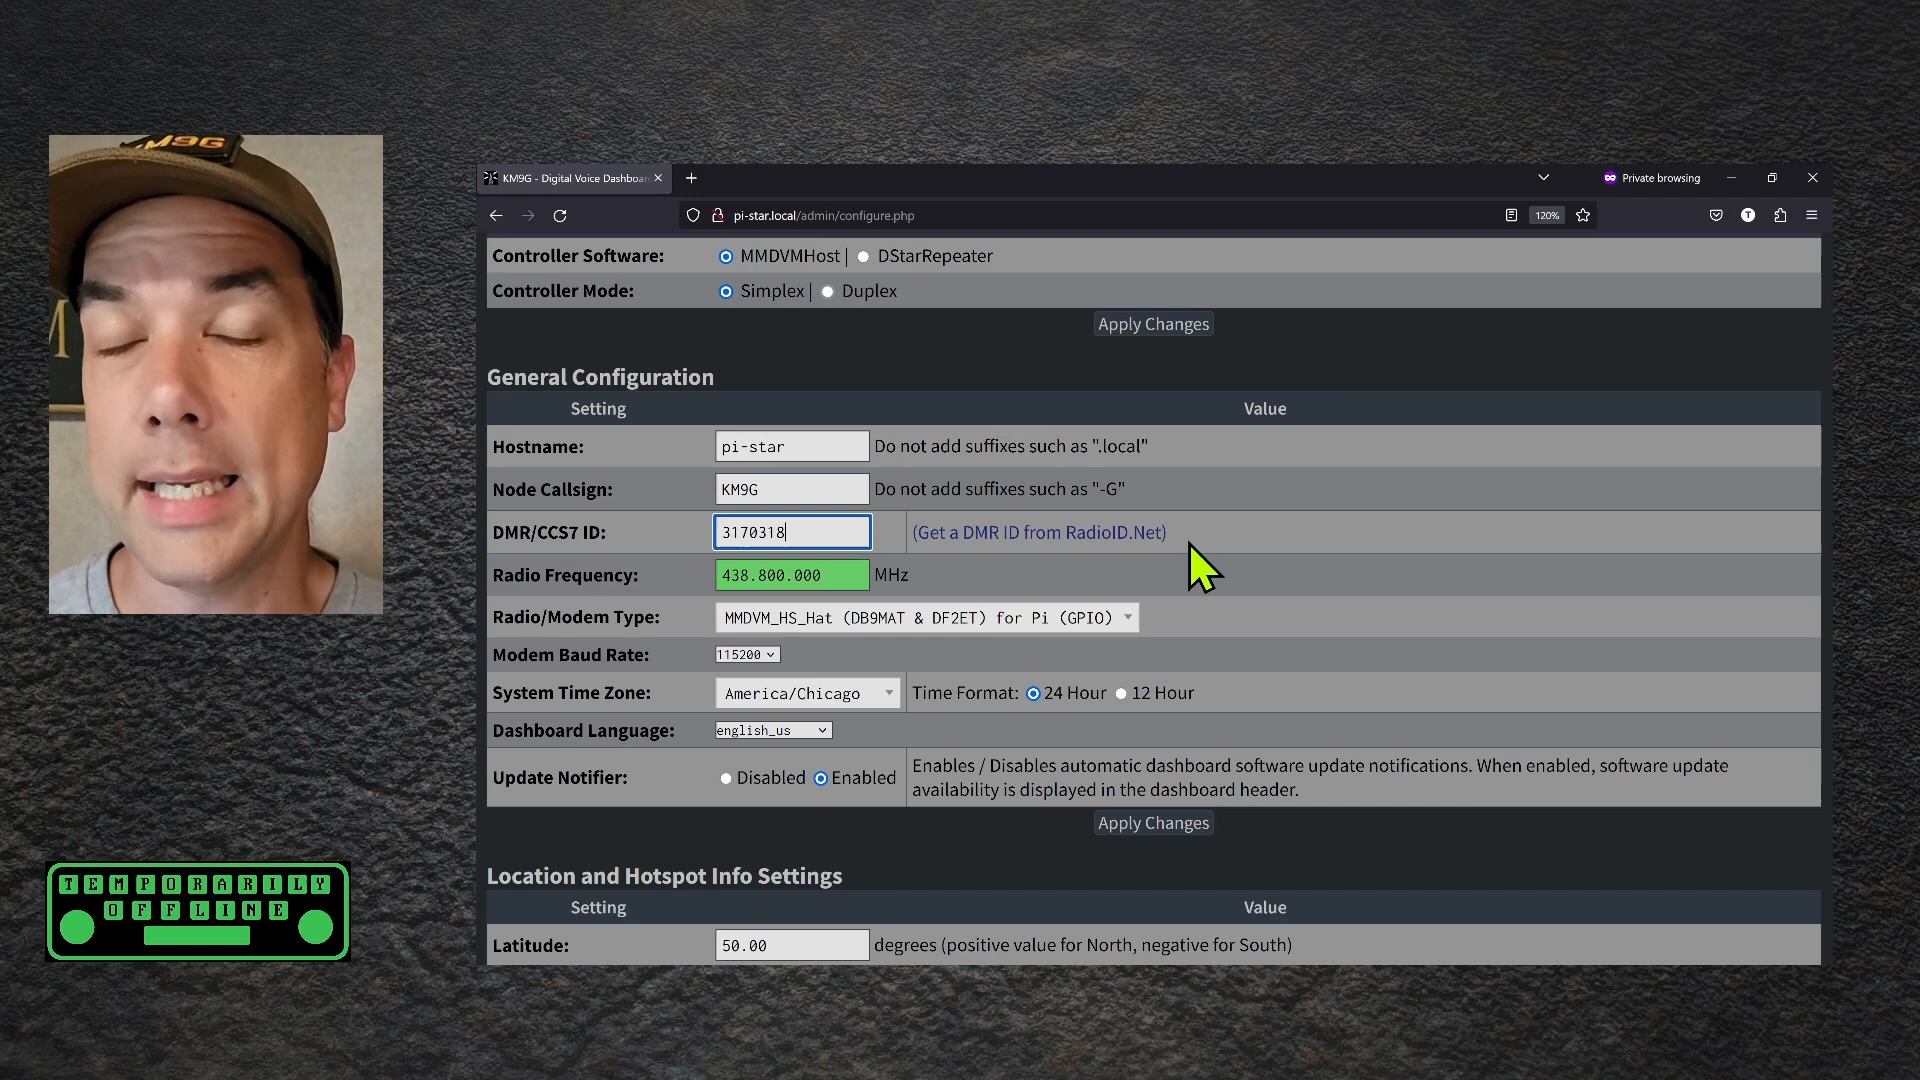 KM9G
KM9G - Digital Voice Dashboar
Private browsing
pi-star.local/admin/configure.php
120%
T
Controller Software: MMDVMHost | DStarRepeater
Controller Mode: Simplex | Duplex
Apply Changes
General Configuration
Setting Value
Hostname: pi-star Do not add suffixes such as ".local"
Node Callsign: KM9G Do not add suffixes such as "-G"
DMR/CCS7 ID: 3170318 (Get a DMR ID from RadioID.Net)
Radio Frequency: 438.800.000 MHz
Radio/Modem Type: MMDVM_HS_Hat (DB9MAT & DF2ET) for Pi (GPIO)
Modem Baud Rate: 115200
System Time Zone: America/Chicago Time Format: 24 Hour 12 Hour
Dashboard Language: english_us
Update Notifier: Disabled Enabled Enables / Disables automatic dashboard software update notifications. When enabled, software update
availability is displayed in the dashboard header.
Apply Changes
Location and Hotspot Info Settings
Setting Value
Latitude: 50.00 degrees (positive value for North, negative for South)
TEMPORARILY
OFFLINE